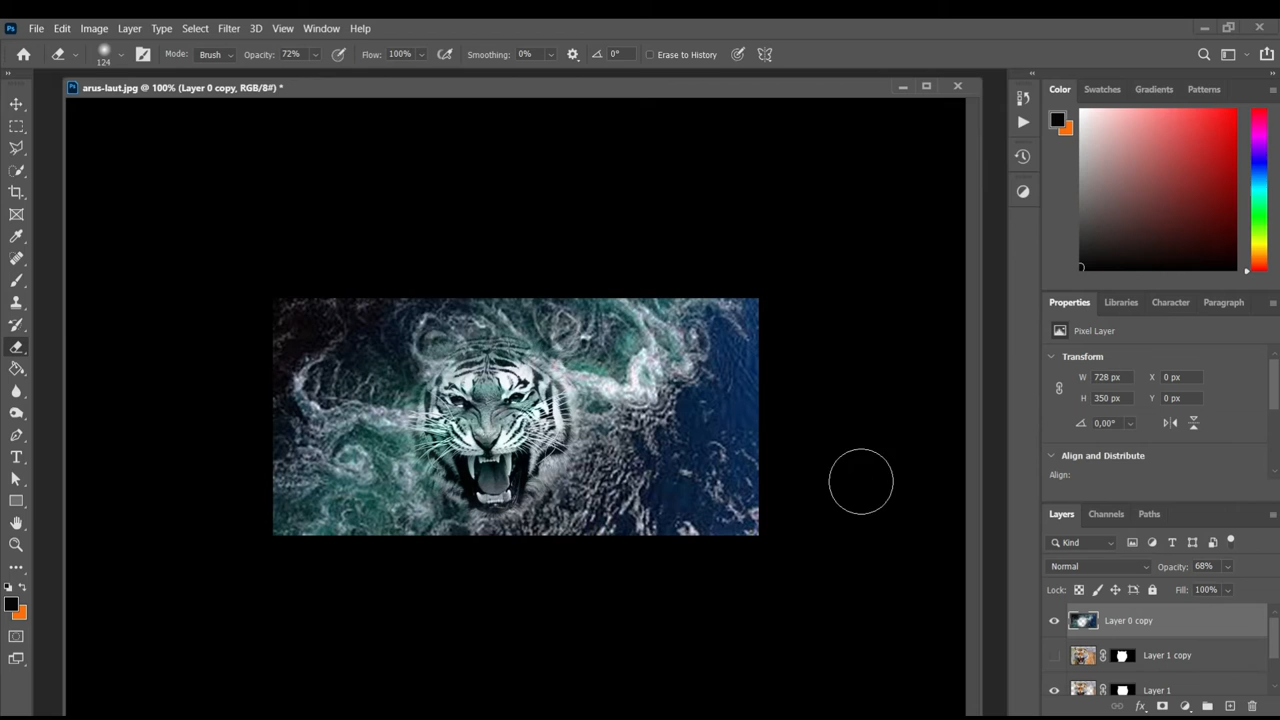 Ps File Edit Image Layer Type Select Filter 3D View Window Help
124 Mode: Brush Opacity: 72% Flow: 100% Smoothing: 0% 0° Erase to History
Ps arus-laut.jpg @ 100% (Layer 0 copy, RGB/8#) *
Color Swatches Gradients Patterns
Properties Libraries Character Paragraph
Pixel Layer
Transform
W 728 px X 0 px
H 350 px Y 0 px
0,00°
Align and Distribute
Align:
Layers Channels Paths
Kind
Normal Opacity: 68%
Lock: Fill: 100%
Layer 0 copy
Layer 1 copy
Layer 1
fx